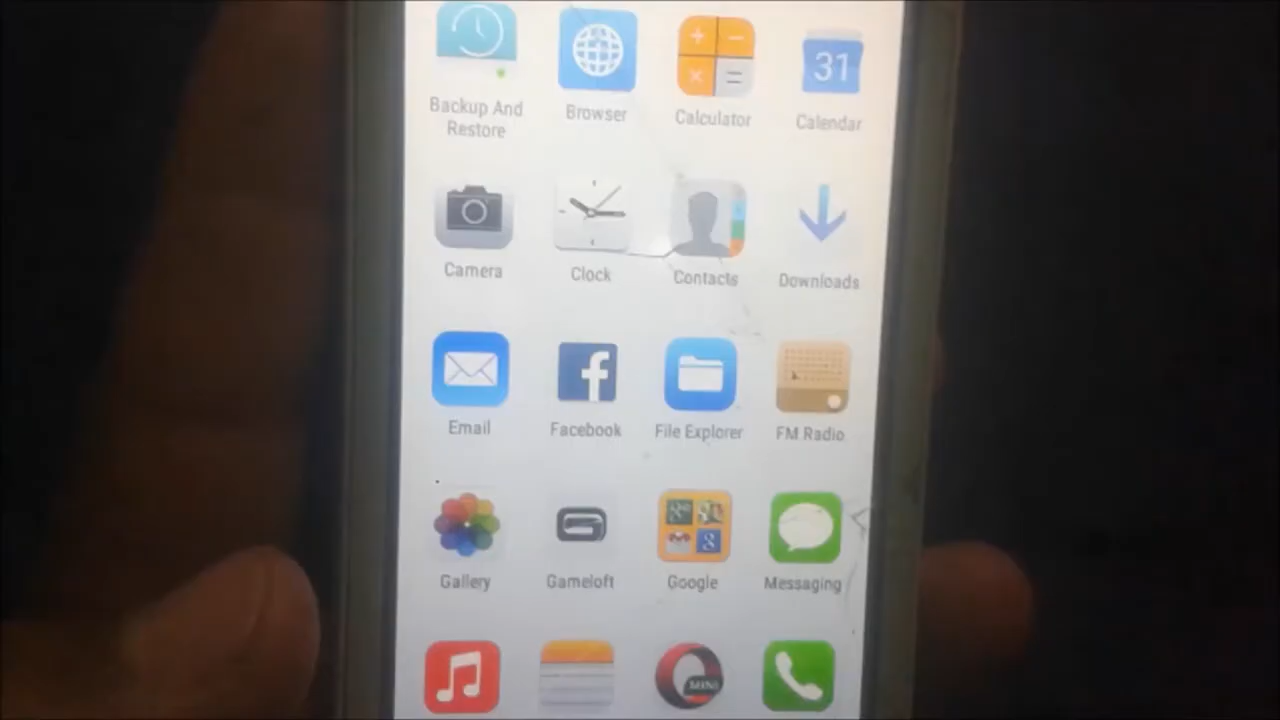 Backup And
Restore
Browser
Calculator
31
Calendar
Camera
Clock
Contacts
Downloads
Email
f
Facebook
File Explorer
FM Radio
Gallery
Gameloft
Google
Messaging
MINI